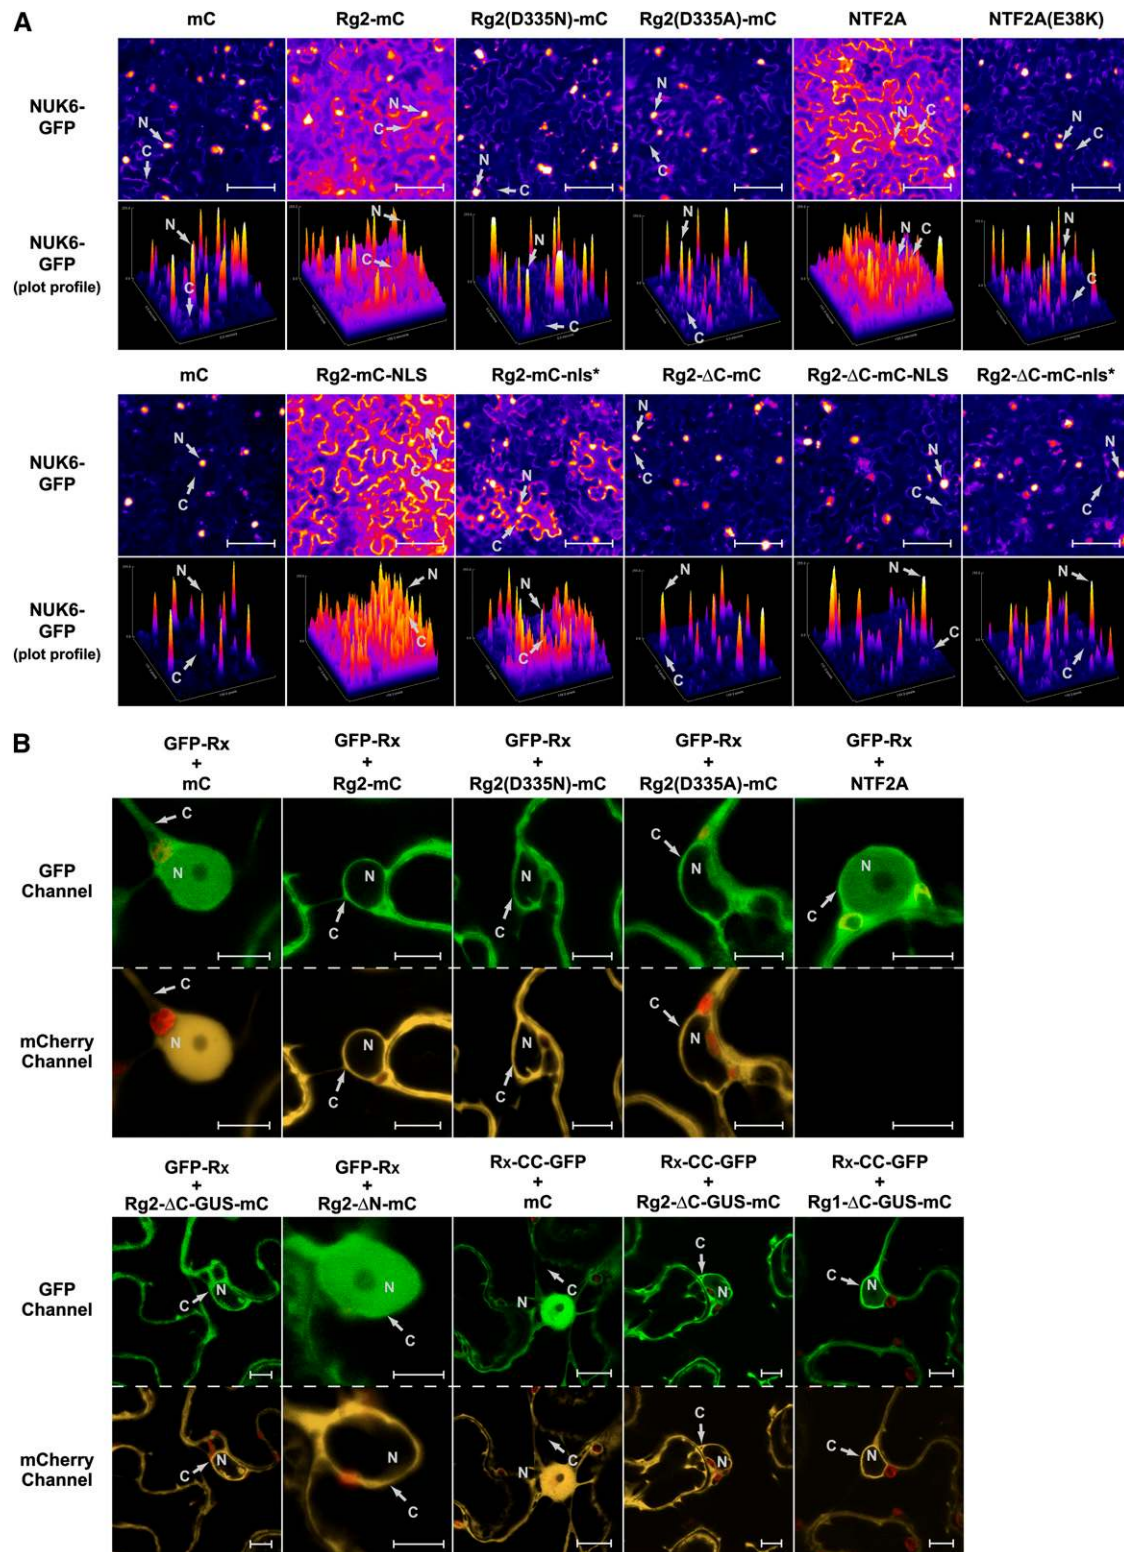 A
mC Rg2-mC Rg2(D335N)-mC Rg2(D335A)-mC NTF2A NTF2A(E38K)
NUK6-
GFP
N C N C N C N C N C N C
NUK6-
GFP
(plot profile)
N C N C N C N C N C N C
mC Rg2-mC-NLS Rg2-mC-nls* Rg2-ΔC-mC Rg2-ΔC-mC-NLS Rg2-ΔC-mC-nls*
NUK6-
GFP
N C N C N C N C N C N C
NUK6-
GFP
(plot profile)
N C N C N C N C N C N C
B
GFP-Rx GFP-Rx GFP-Rx GFP-Rx GFP-Rx
+ + + + +
mC Rg2-mC Rg2(D335N)-mC Rg2(D335A)-mC NTF2A
GFP
Channel
C N N C N C C N C N
mCherry
Channel
C N N C N C C N
GFP-Rx GFP-Rx Rx-CC-GFP Rx-CC-GFP Rx-CC-GFP
+ + + + +
Rg2-ΔC-GUS-mC Rg2-ΔN-mC mC Rg2-ΔC-GUS-mC Rg1-ΔC-GUS-mC
GFP
Channel
C N N C N C C N C N
mCherry
Channel
C N N C N C C N C N